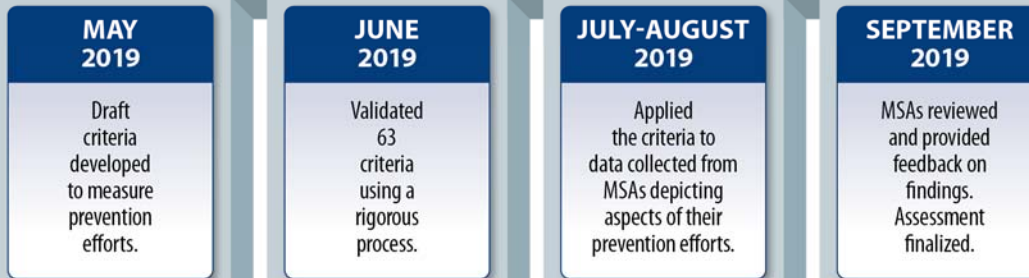 MAY
2019
Draft
criteria
developed
to measure
prevention
efforts.
JUNE
2019
Validated
63
criteria
using a
rigorous
process.
JULY-AUGUST
2019
Applied
the criteria to
data collected from
MSAs depicting
aspects of their
prevention efforts.
SEPTEMBER
2019
MSAs reviewed
and provided
feedback on
findings.
Assessment
finalized.